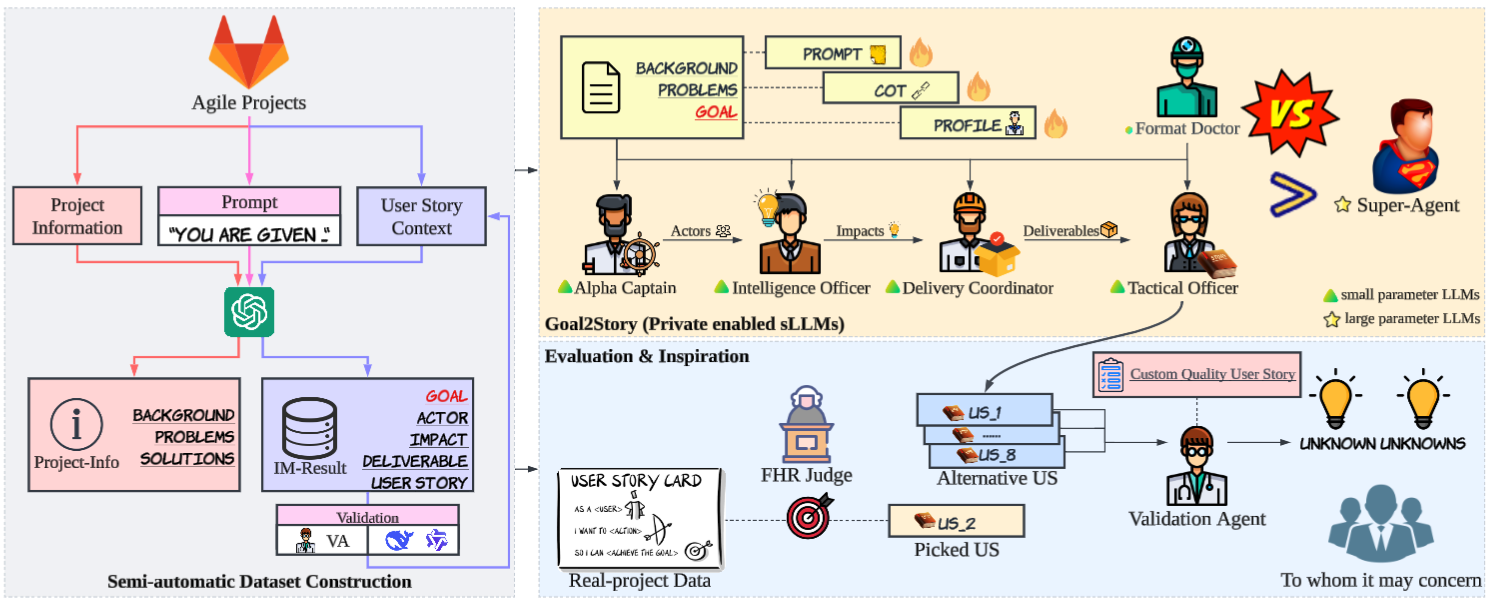 Agile Projects
Project
Information
Prompt
"YOU ARE GIVEN .."
User Story
Context
Project-Info
BACKGROUND
PROBLEMS
SOLUTIONS
IM-Result
GOAL
ACTOR
IMPACT
DELIVERABLE
USER STORY
Validation
VA
Semi-automatic Dataset Construction
BACKGROUND
PROBLEMS
GOAL
PROMPT
COT
PROFILE
Format Doctor
VS
Super-Agent
Actors
Impacts
Deliverables
Alpha Captain
Intelligence Officer
Delivery Coordinator
Tactical Officer
small parameter LLMs
large parameter LLMs
Goal2Story (Private enabled sLLMs)
Evaluation & Inspiration
USER STORY CARD
AS A <USER>
I WANT TO <ACTION>
SO I CAN <ACHIEVE THE GOAL>
Real-project Data
FHR Judge
US_1
......
US_8
Alternative US
US_2
Picked US
Custom Quality User Story
Validation Agent
UNKNOWN UNKNOWNS
To whom it may concern